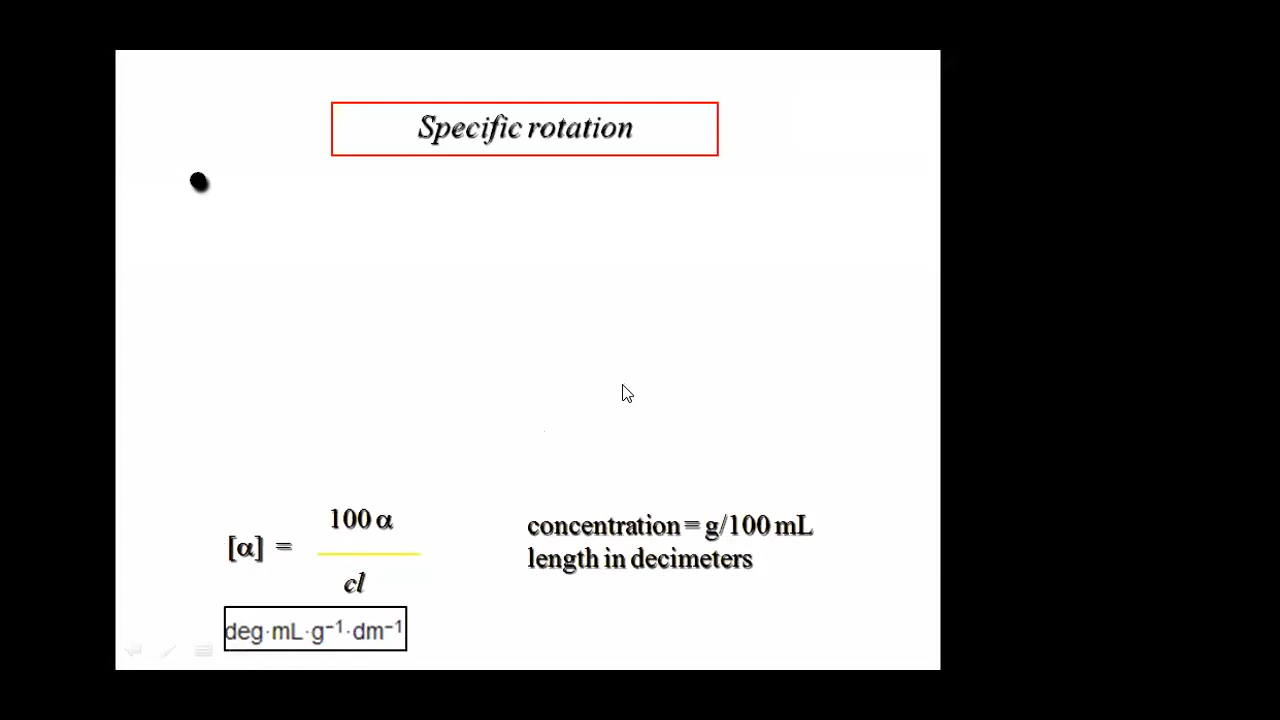 Specific rotation
100 α
[α] =
cl
concentration = g/100 mL
length in decimeters
deg·mL·g⁻¹·dm⁻¹